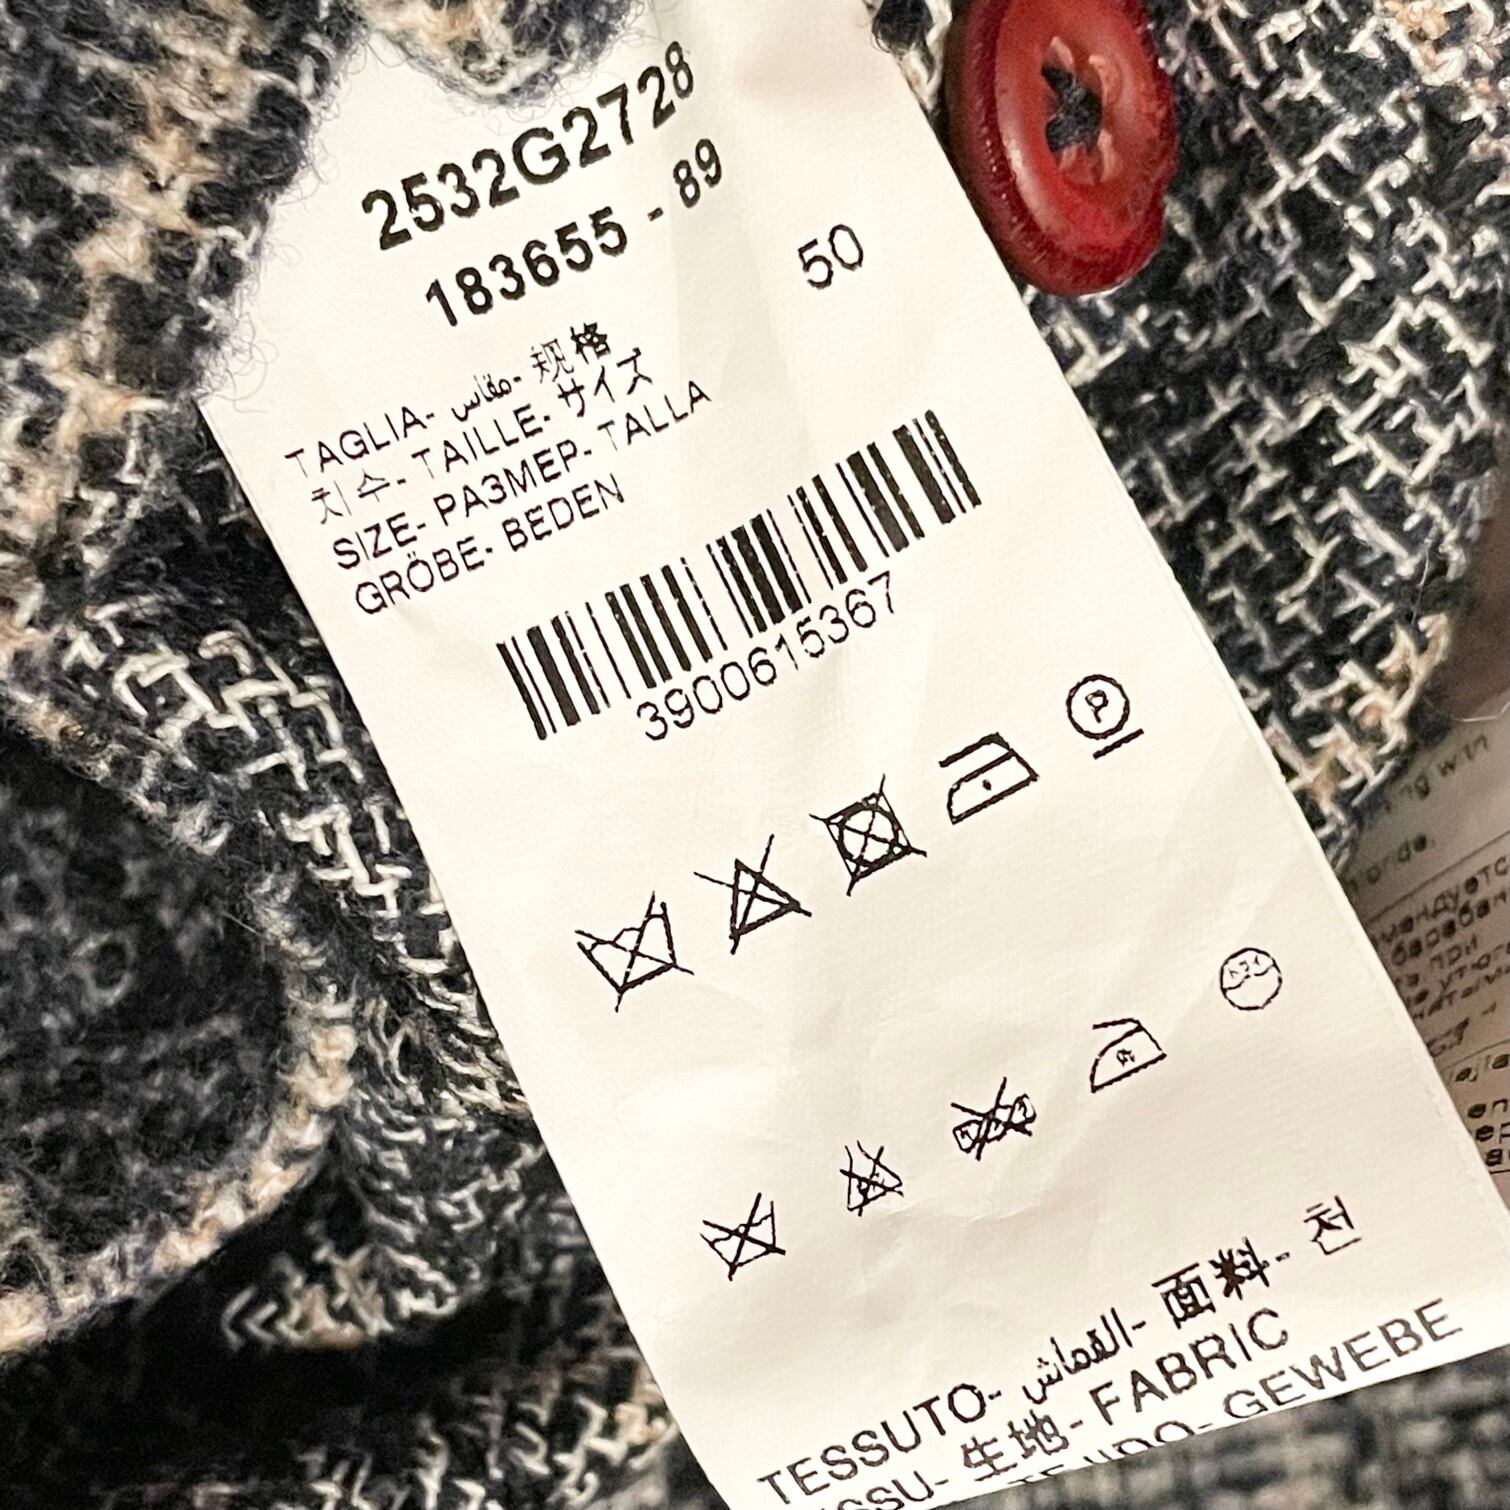 2532G2728
183655 - 89
50
TAGLIA- مقاس- 规格
치수- TAILLE- サイズ
SIZE- РАЗМЕР- TALLA
GRÖBE- BEDEN
3900615367
P
TESSUTO- القماش- 面料- 천
生地- FABRIC
GEWEBE